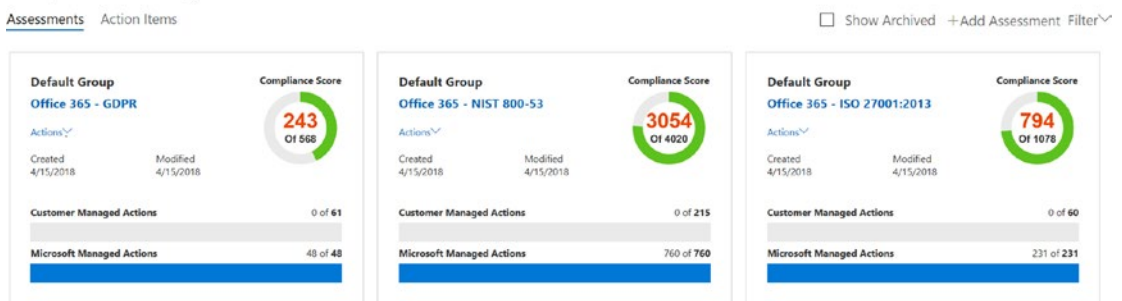 Assessments Action Items
Show Archived +Add Assessment Filter
Default Group
Compliance Score
Office 365 - GDPR
243
Of 568
Actions
Created Modified
4/15/2018 4/15/2018
Customer Managed Actions 0 of 61
Microsoft Managed Actions 48 of 48
Default Group
Compliance Score
Office 365 - NIST 800-53
3054
Of 4020
Actions
Created Modified
4/15/2018 4/15/2018
Customer Managed Actions 0 of 215
Microsoft Managed Actions 760 of 760
Default Group
Compliance Score
Office 365 - ISO 27001:2013
794
Of 1078
Actions
Created Modified
4/15/2018 4/15/2018
Customer Managed Actions 0 of 60
Microsoft Managed Actions 231 of 231